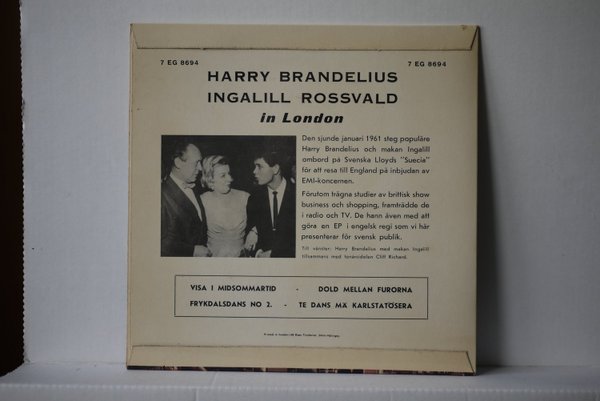 7 EG 8694 7 EG 8694
HARRY BRANDELIUS
INGALILL ROSSVALD
in London
Den sjunde januari 1961 steg populäre
Harry Brandelius och makan Ingalill
ombord på Svenska Lloyds "Suecia"
för att resa till England på inbjudan av
EMI-koncernen.
Förutom trägna studier av brittisk show
business och shopping, framträdde de
i radio och TV. De hann även med att
göra en EP i engelsk regi som vi här
presenterar för svensk publik.
Till vänster: Harry Brandelius med makan Ingalill
tillsammans med tonårsidolen Cliff Richard.
VISA I MIDSOMMARTID - DOLD MELLAN FURORNA
FRYKDALSDANS NO 2. - TE DANS MÄ KARLSTATÖSERA